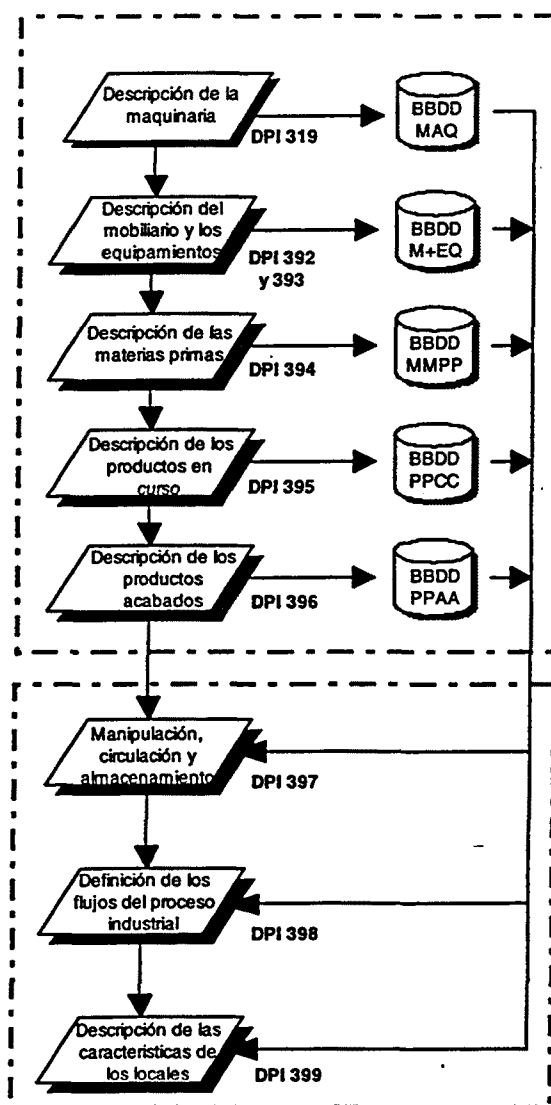 Descripción de la
maquinaria
DPI 319
BBDD
MAQ
Descripción del
mobiliario y los
equipamientos
DPI 392
y 393
BBDD
M+EQ
Descripción de las
materias primas
DPI 394
BBDD
MMPP
Descripción de los
productos en
curso
DPI 395
BBDD
PPCC
Descripción de los
productos
acabados
DPI 396
BBDD
PPAA
Manipulación,
circulación y
almacenamiento
DPI 397
Definición de los
flujos del proceso
industrial
DPI 398
Descripción de las
características de
los locales
DPI 399